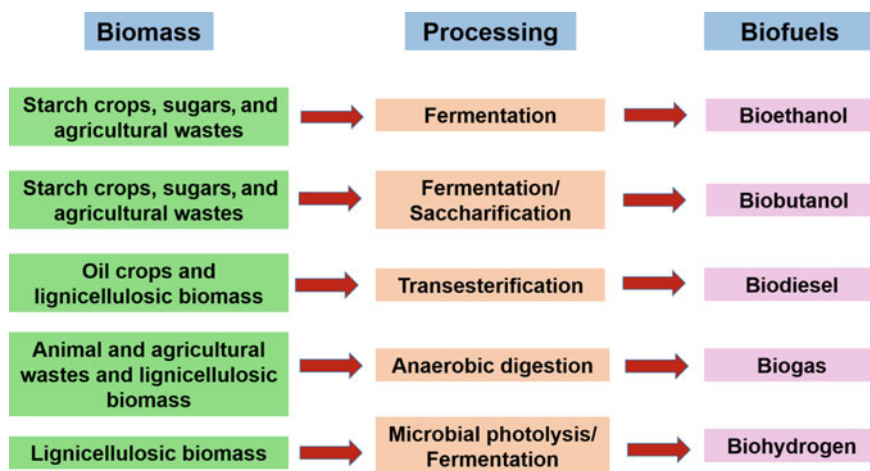 Biomass
Processing
Biofuels
Starch crops, sugars, and
agricultural wastes
Fermentation
Bioethanol
Starch crops, sugars, and
agricultural wastes
Fermentation/
Saccharification
Biobutanol
Oil crops and
lignicellulosic biomass
Transesterification
Biodiesel
Animal and agricultural
wastes and lignicellulosic
biomass
Anaerobic digestion
Biogas
Lignicellulosic biomass
Microbial photolysis/
Fermentation
Biohydrogen